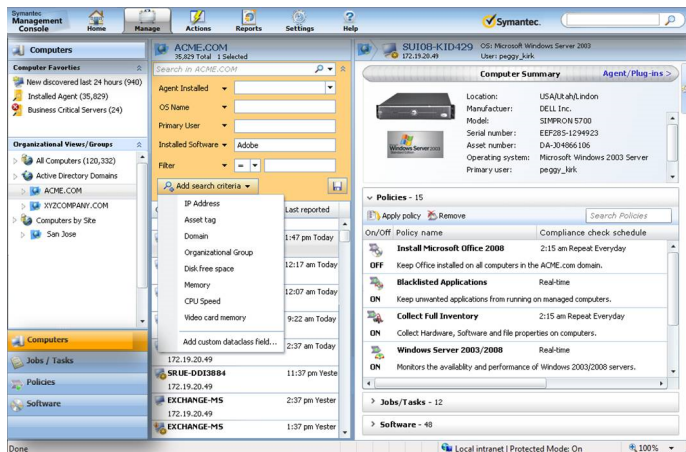 Symantec
Management
Console
Home
Manage
Actions
Reports
Settings
Help
Symantec.
Computers
Computer Favorties
New discovered last 24 hours (940)
Installed Agent (35,829)
Business Critical Servers (24)
Organizational Views/Groups
All Computers (120,332)
Active Directory Domains
ACME.COM
XYZCOMPANY.COM
Computers by Site
San Jose
Computers
Jobs / Tasks
Policies
Software
Done
ACME.COM
35,829 Total 1 Selected
Search in ACME.COM
Agent Installed
OS Name
Primary User
Installed Software
Adobe
Filter
=
Add search criteria
IP Address
Asset tag
Domain
Organizational Group
Disk free space
Memory
CPU Speed
Video card memory
Add custom dataclass field...
Last reported
1:47 pm Today
12:17 am Today
12:07 am Today
9:22 am Today
2:37 am Today
172.19.20.49
SRUE-DDI3884 11:37 pm Yeste
172.19.20.49
EXCHANGE-MS 2:37 pm Yester
172.19.20.49
EXCHANGE-MS 1:37 pm Yester
SUI08-KID429
172.19.20.49
OS: Microsoft Windows Server 2003
User: peggy_kirk
Computer Summary
Agent/Plug-ins >
Windows Server 2003
Location: USA/Utah/Lindon
Manufactuer: DELL Inc.
Model: SIMPRON 5700
Serial number: EEF28S-1294923
Asset number: DA-J04866106
Operating system: Microsoft Windows 2003 Server
Primary user: peggy_kirk
Policies - 15
Apply policy
Remove
Search Policies
On/Off Policy name Compliance check schedule
Install Microsoft Office 2008 2:15 am Repeat Everyday
OFF Keep Office installed on all computers in the ACME.com domain.
Blacklisted Applications Real-time
ON Keep unwanted applications from running on managed computers.
Collect Full Inventory 2:15 am Repeat Everyday
ON Collect Hardware, Software and file properties on computers.
Windows Server 2003/2008 Real-time
ON Monitors the availablity and performance of Windows 2003/2008 servers.
Jobs/Tasks - 12
Software - 48
Local intranet | Protected Mode: On
100%